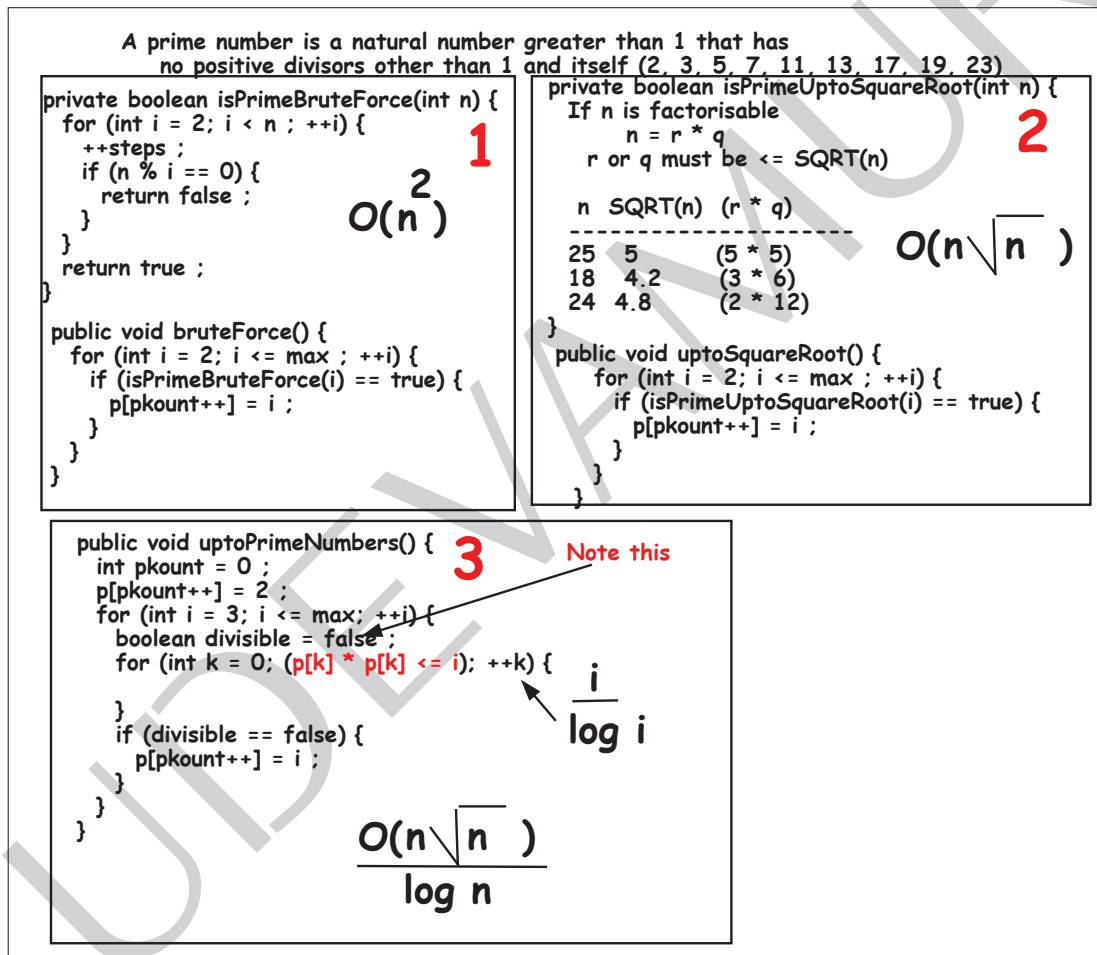 A prime number is a natural number greater than 1 that has
no positive divisors other than 1 and itself (2, 3, 5, 7, 11, 13, 17, 19, 23)
private boolean isPrimeBruteForce(int n) {
for (int i = 2; i < n ; ++i) {
++steps ;
if (n % i == 0) {
return false ;
}
}
return true ;
}
1
O(n²)
public void bruteForce() {
for (int i = 2; i <= max ; ++i) {
if (isPrimeBruteForce(i) == true) {
p[pkount++] = i ;
}
}
}
private boolean isPrimeUptoSquareRoot(int n) {
If n is factorisable
n = r * q
r or q must be <= SQRT(n)
2
n SQRT(n) (r * q)
----------------------
25 5 (5 * 5)
18 4.2 (3 * 6)
24 4.8 (2 * 12)
}
O(n√n )
public void uptoSquareRoot() {
for (int i = 2; i <= max ; ++i) {
if (isPrimeUptoSquareRoot(i) == true) {
p[pkount++] = i ;
}
}
}
public void uptoPrimeNumbers() {
int pkount = 0 ;
p[pkount++] = 2 ;
for (int i = 3; i <= max; ++i) {
boolean divisible = false ;
for (int k = 0; (p[k] * p[k] <= i); ++k) {
}
if (divisible == false) {
p[pkount++] = i ;
}
}
}
3
Note this
i
log i
O(n√n )
log n
UDEVAMUR